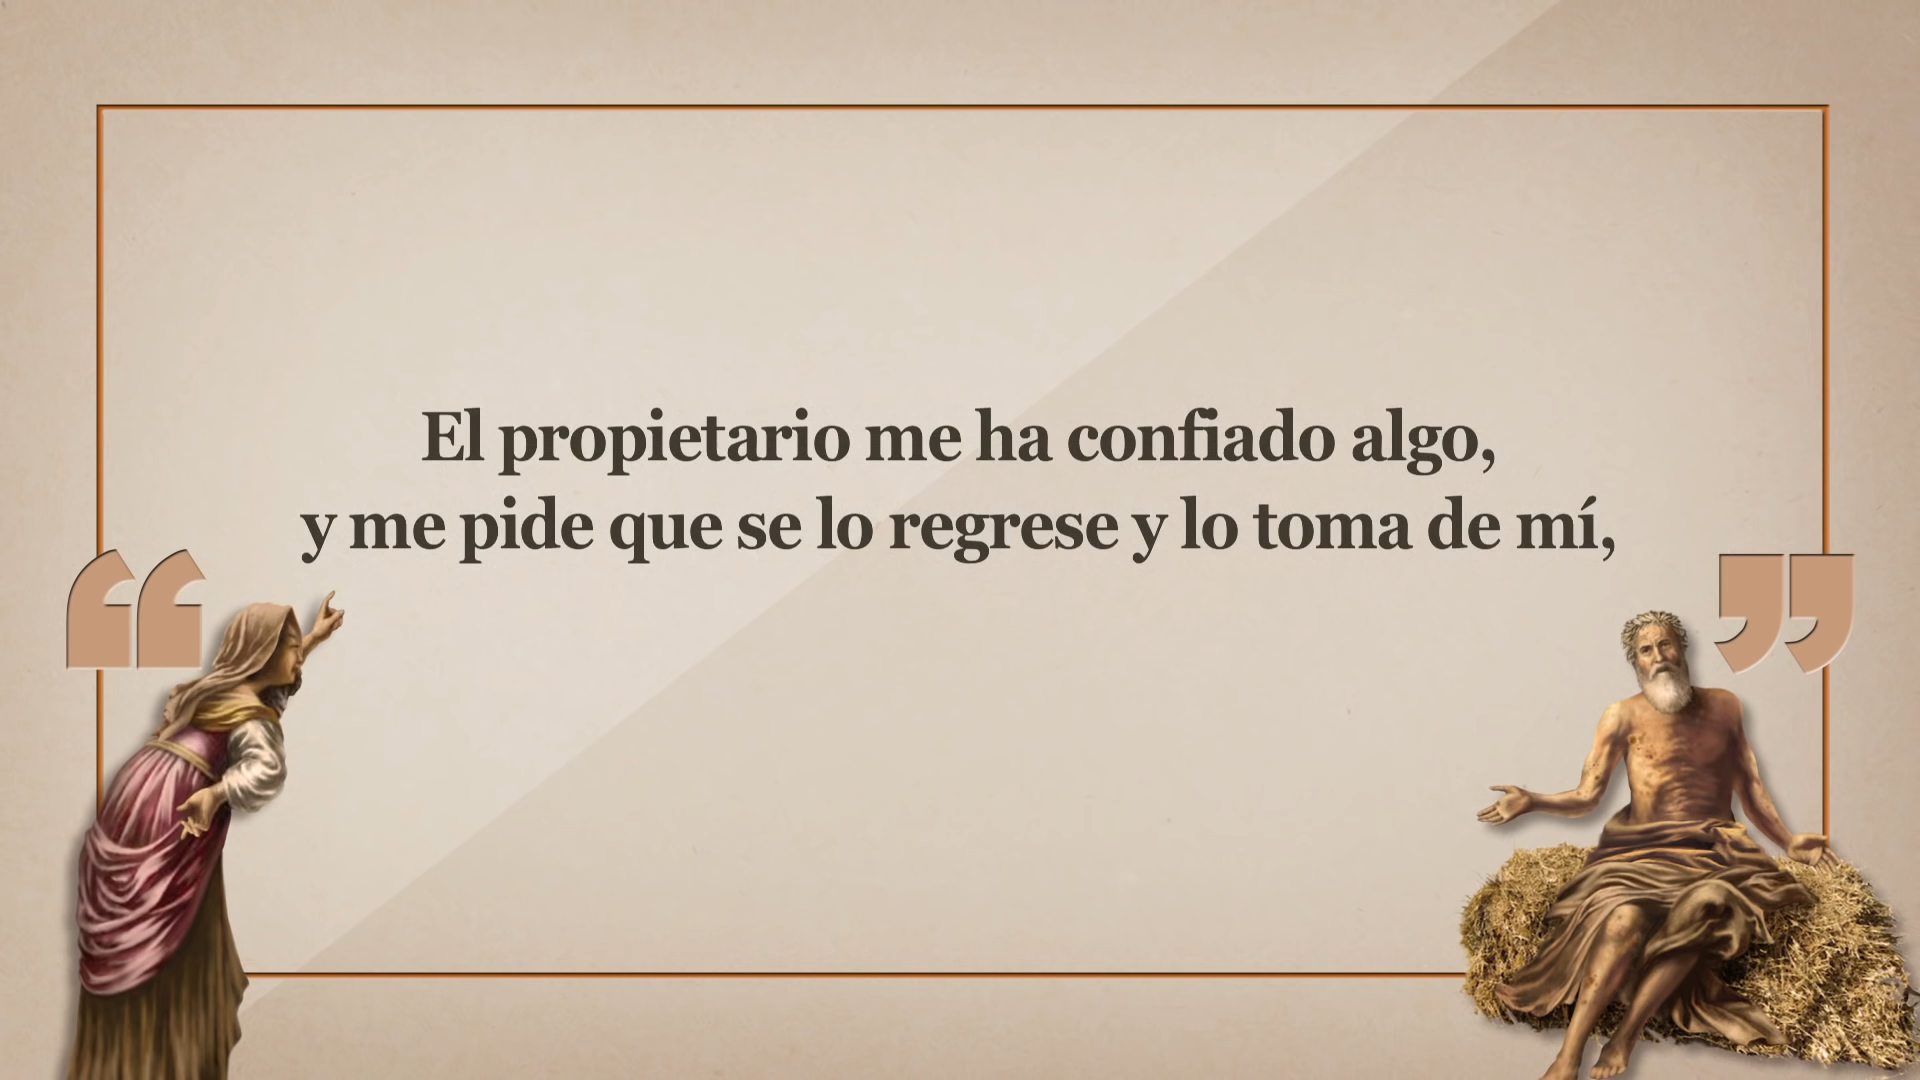 El propietario me ha confiado algo,
y me pide que se lo regrese y lo toma de mí,